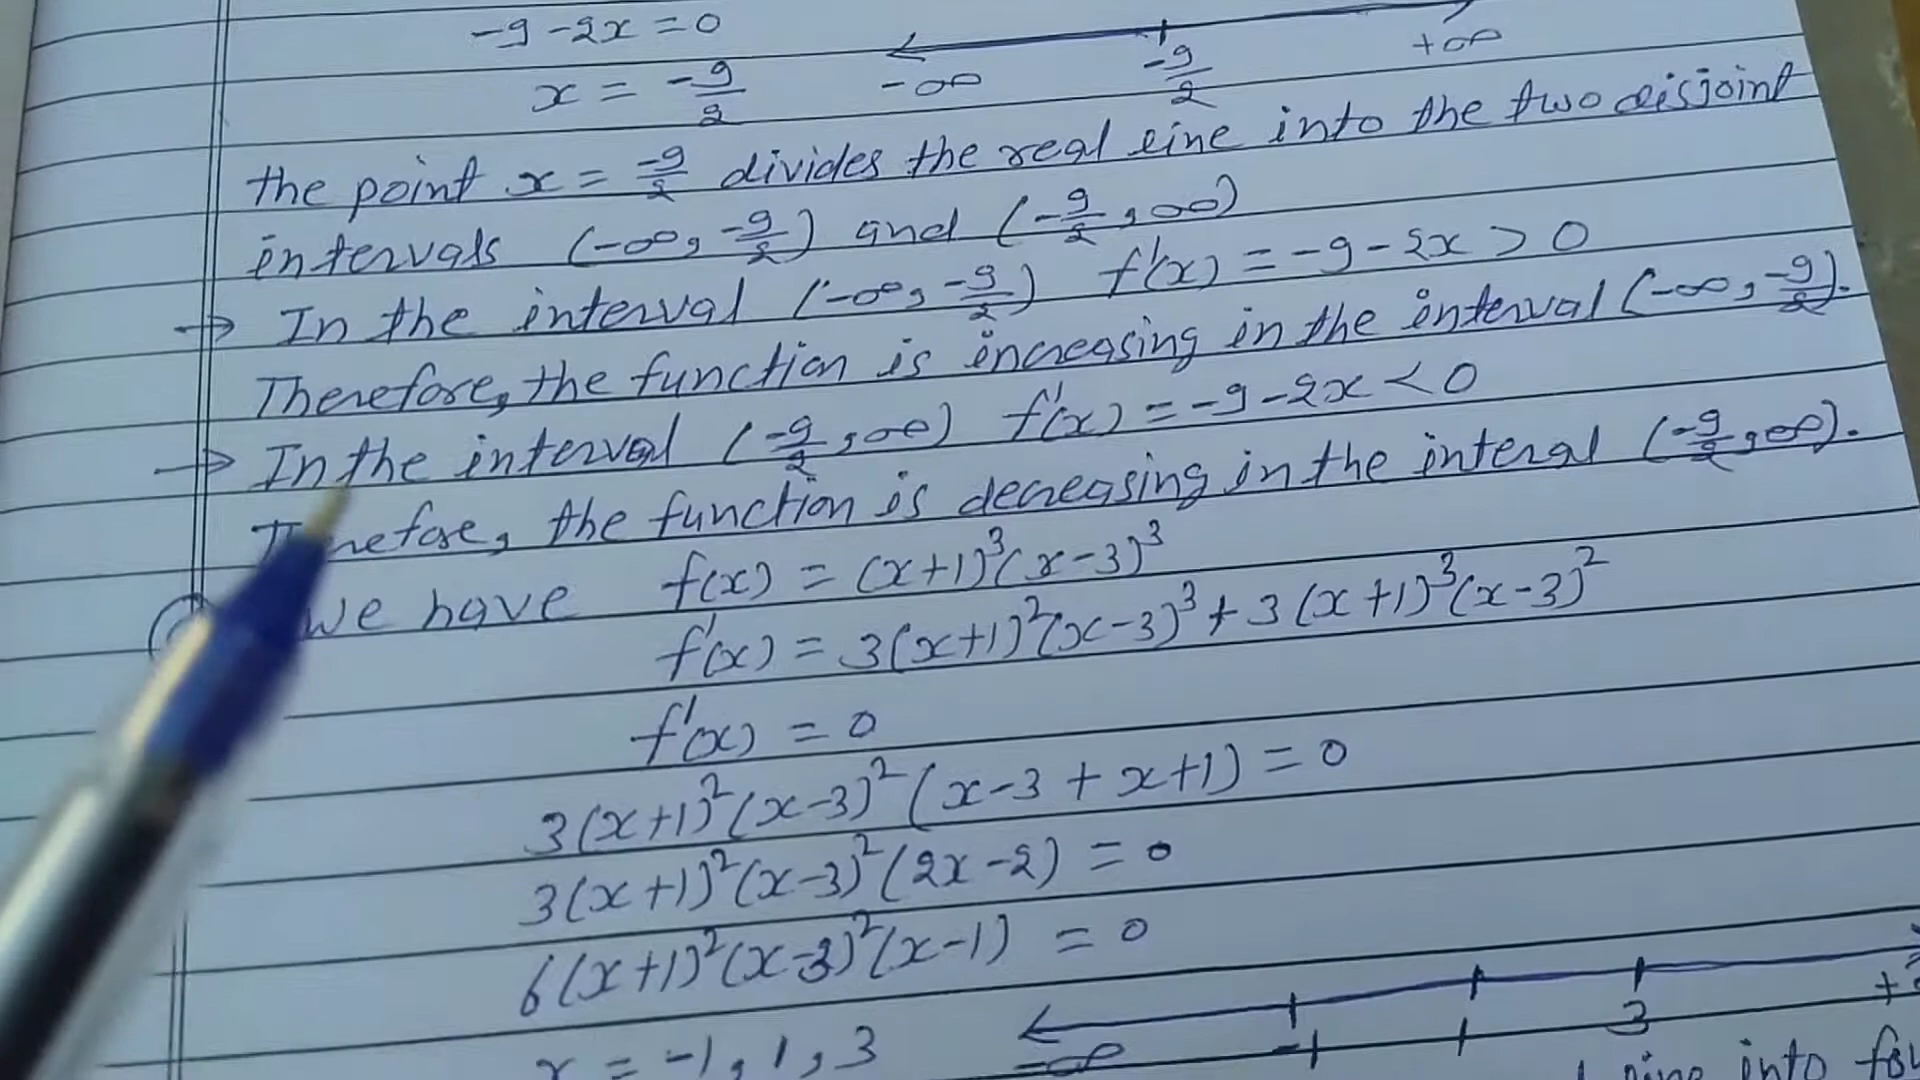 -9-2x=0
x = -9/2 -∞ -9/2 +∞
the point x = -9/2 divides the real line into the two disjoint
intervals (-∞, -9/2) and (-9/2, ∞)
→ In the interval (-∞, -9/2) f'(x) = -9-2x > 0
Therefore, the function is increasing in the interval (-∞, -9/2).
→ In the interval (-9/2, ∞) f'(x) = -9-2x < 0
Therefore, the function is decreasing in the interal (-9/2, ∞).
We have f(x) = (x+1)³(x-3)³
f'(x) = 3(x+1)²(x-3)³ + 3(x+1)³(x-3)²
f'(x) = 0
3(x+1)²(x-3)²(x-3+x+1) = 0
3(x+1)²(x-3)²(2x-2) = 0
6(x+1)²(x-3)²(x-1) = 0
x = -1, 1, 3 -∞ -1 1 3
line into